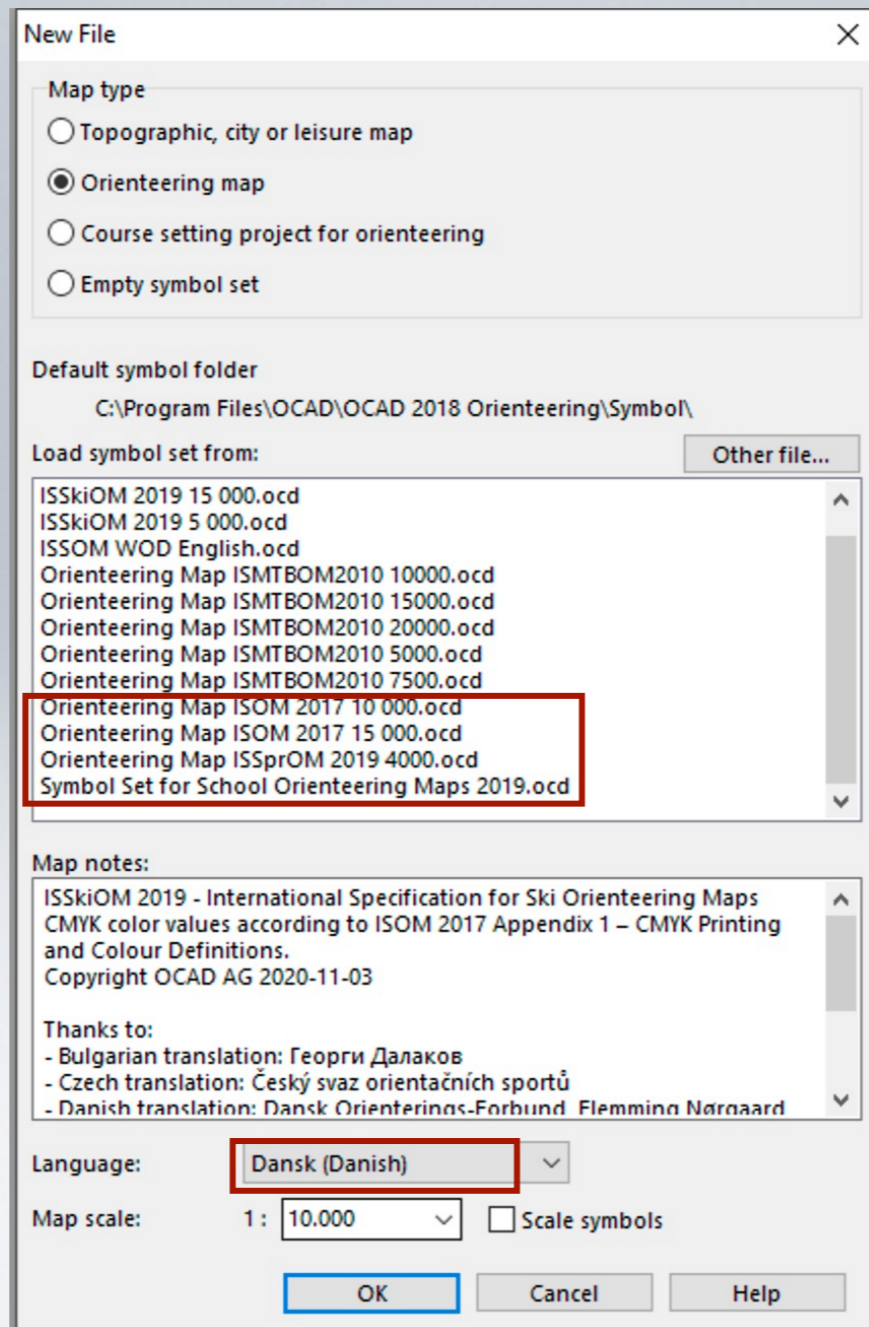 New File
Map type
Topographic, city or leisure map
Orienteering map
Course setting project for orienteering
Empty symbol set
Default symbol folder
C:\Program Files\OCAD\OCAD 2018 Orienteering\Symbol\
Load symbol set from:
Other file...
ISSkiOM 2019 15 000.ocd
ISSkiOM 2019 5 000.ocd
ISSOM WOD English.ocd
Orienteering Map ISMTBOM2010 10000.ocd
Orienteering Map ISMTBOM2010 15000.ocd
Orienteering Map ISMTBOM2010 20000.ocd
Orienteering Map ISMTBOM2010 5000.ocd
Orienteering Map ISMTBOM2010 7500.ocd
Orienteering Map ISOM 2017 10 000.ocd
Orienteering Map ISOM 2017 15 000.ocd
Orienteering Map ISSprOM 2019 4000.ocd
Symbol Set for School Orienteering Maps 2019.ocd
Map notes:
ISSkiOM 2019 - International Specification for Ski Orienteering Maps
CMYK color values according to ISOM 2017 Appendix 1 – CMYK Printing
and Colour Definitions.
Copyright OCAD AG 2020-11-03
Thanks to:
- Bulgarian translation: Георги Далаков
- Czech translation: Český svaz orientačních sportů
- Danish translation: Dansk Orienterings-Forbund, Flemming Nørgaard
Language: Dansk (Danish)
Map scale: 1 : 10.000 Scale symbols
OK Cancel Help